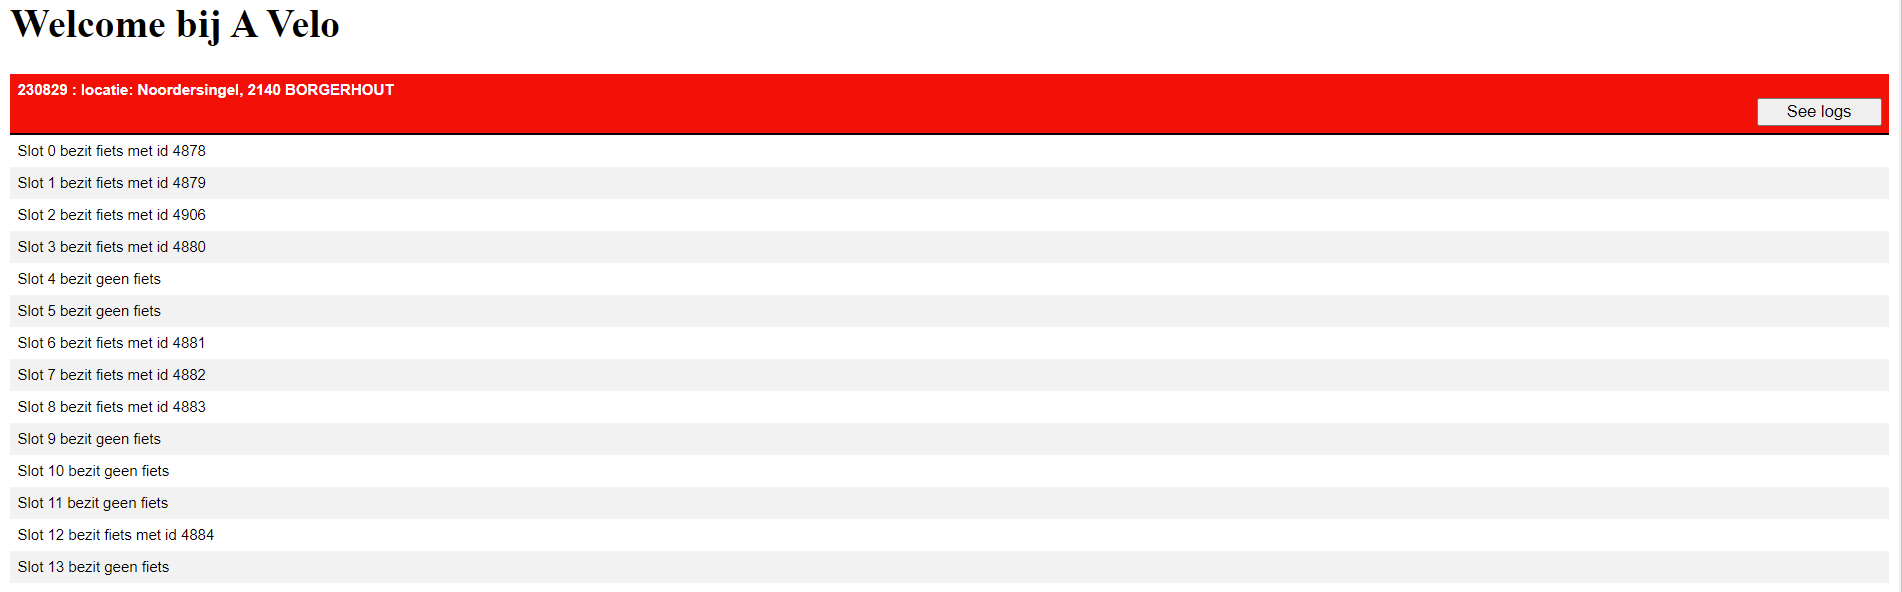 Welcome bij A Velo
230829 : locatie: Noordersingel, 2140 BORGERHOUT
See logs
Slot 0 bezit fiets met id 4878
Slot 1 bezit fiets met id 4879
Slot 2 bezit fiets met id 4906
Slot 3 bezit fiets met id 4880
Slot 4 bezit geen fiets
Slot 5 bezit geen fiets
Slot 6 bezit fiets met id 4881
Slot 7 bezit fiets met id 4882
Slot 8 bezit fiets met id 4883
Slot 9 bezit geen fiets
Slot 10 bezit geen fiets
Slot 11 bezit geen fiets
Slot 12 bezit fiets met id 4884
Slot 13 bezit geen fiets